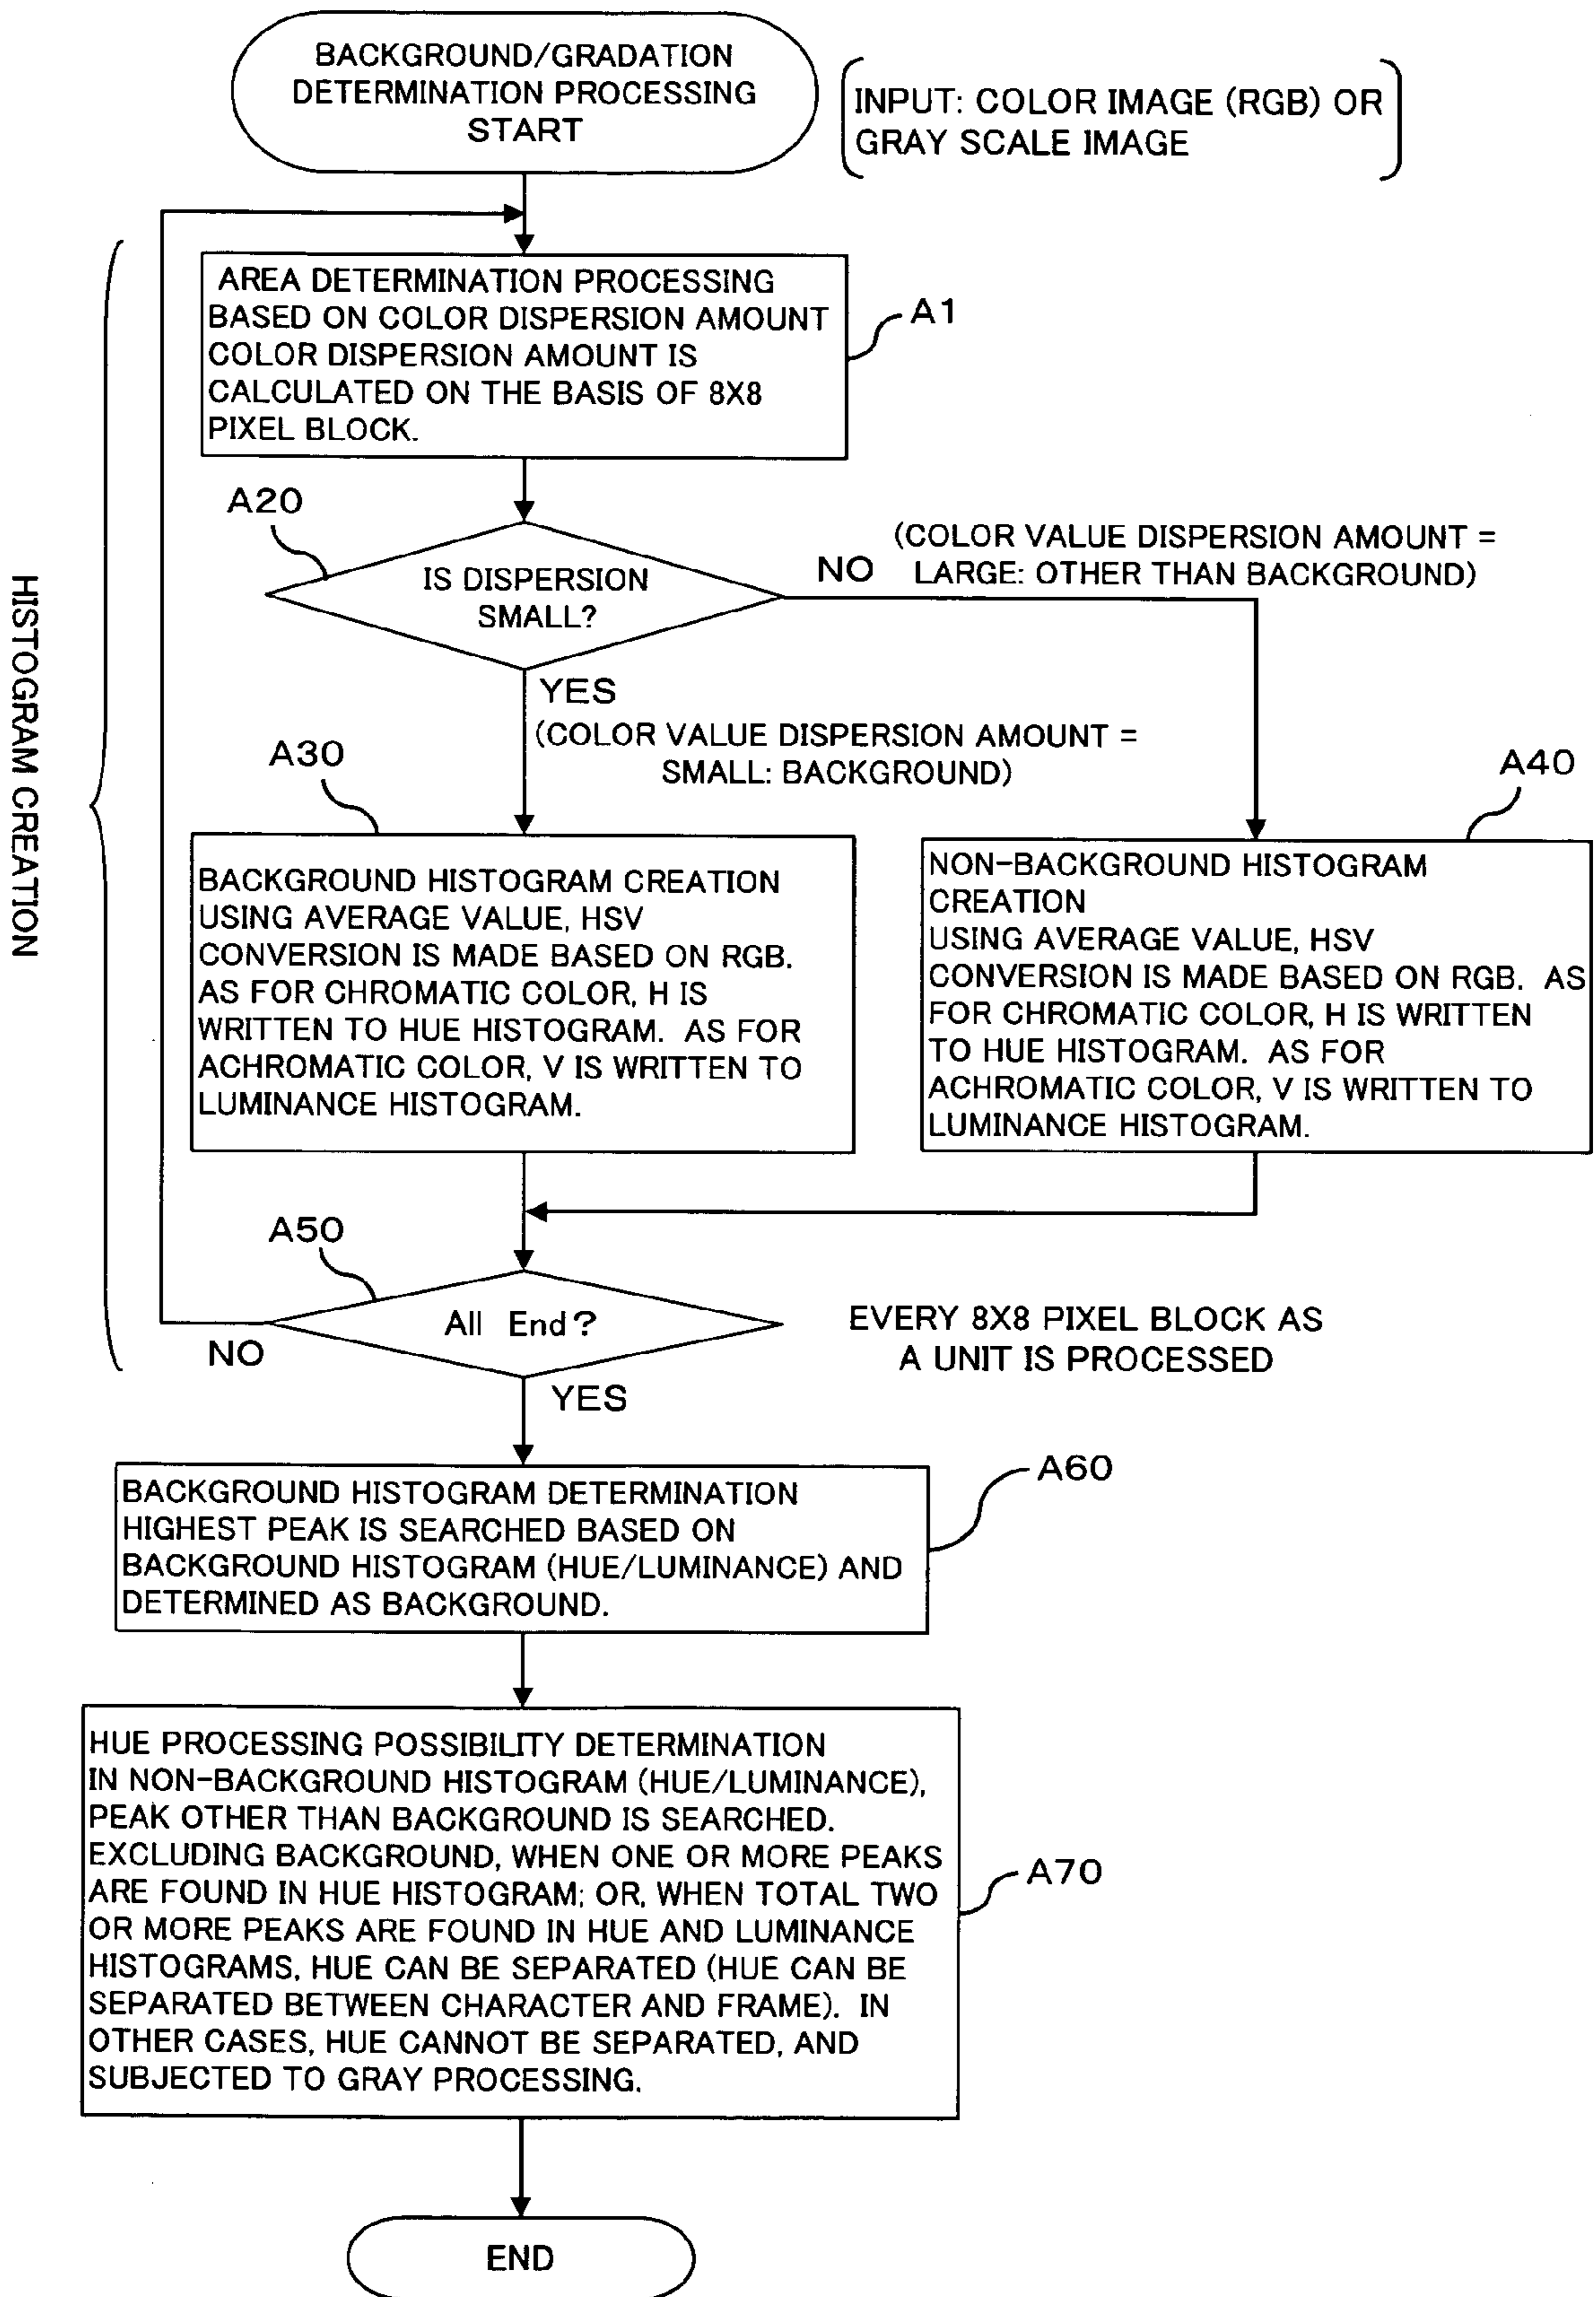 BACKGROUND/GRADATION
DETERMINATION PROCESSING
START
INPUT: COLOR IMAGE (RGB) OR
GRAY SCALE IMAGE
HISTOGRAM CREATION
AREA DETERMINATION PROCESSING
BASED ON COLOR DISPERSION AMOUNT
COLOR DISPERSION AMOUNT IS
CALCULATED ON THE BASIS OF 8X8
PIXEL BLOCK.
A1
A20
IS DISPERSION
SMALL?
NO
(COLOR VALUE DISPERSION AMOUNT =
LARGE: OTHER THAN BACKGROUND)
YES
(COLOR VALUE DISPERSION AMOUNT =
SMALL: BACKGROUND)
A30
BACKGROUND HISTOGRAM CREATION
USING AVERAGE VALUE, HSV
CONVERSION IS MADE BASED ON RGB.
AS FOR CHROMATIC COLOR, H IS
WRITTEN TO HUE HISTOGRAM. AS FOR
ACHROMATIC COLOR, V IS WRITTEN TO
LUMINANCE HISTOGRAM.
A40
NON-BACKGROUND HISTOGRAM
CREATION
USING AVERAGE VALUE, HSV
CONVERSION IS MADE BASED ON RGB. AS
FOR CHROMATIC COLOR, H IS WRITTEN
TO HUE HISTOGRAM. AS FOR
ACHROMATIC COLOR, V IS WRITTEN TO
LUMINANCE HISTOGRAM.
A50
All End?
NO
YES
EVERY 8X8 PIXEL BLOCK AS
A UNIT IS PROCESSED
BACKGROUND HISTOGRAM DETERMINATION
HIGHEST PEAK IS SEARCHED BASED ON
BACKGROUND HISTOGRAM (HUE/LUMINANCE) AND
DETERMINED AS BACKGROUND.
A60
HUE PROCESSING POSSIBILITY DETERMINATION
IN NON-BACKGROUND HISTOGRAM (HUE/LUMINANCE),
PEAK OTHER THAN BACKGROUND IS SEARCHED.
EXCLUDING BACKGROUND, WHEN ONE OR MORE PEAKS
ARE FOUND IN HUE HISTOGRAM; OR, WHEN TOTAL TWO
OR MORE PEAKS ARE FOUND IN HUE AND LUMINANCE
HISTOGRAMS, HUE CAN BE SEPARATED (HUE CAN BE
SEPARATED BETWEEN CHARACTER AND FRAME). IN
OTHER CASES, HUE CANNOT BE SEPARATED, AND
SUBJECTED TO GRAY PROCESSING.
A70
END